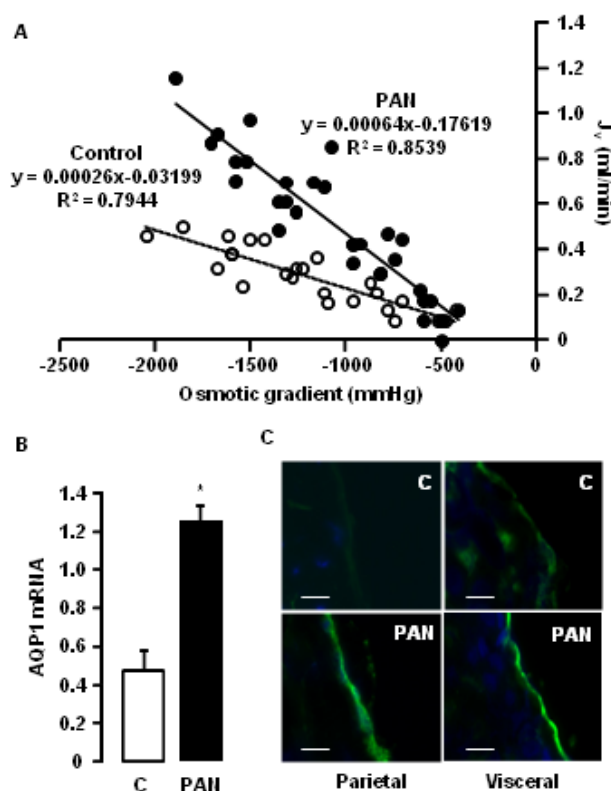 A
1.4
1.2
1.0
0.8
0.6
0.4
0.2
0
Jv (ml/min)
PAN
y = 0.00064x-0.17619
R² = 0.8539
Control
y = 0.00026x-0.03199
R² = 0.7944
-2500 -2000 -1500 -1000 -500 0
Osmotic gradient (mmHg)
B
1.4
1.2
1.0
0.8
0.6
0.4
0.2
0
AQP1 mRNA
*
C PAN
C
C C
PAN PAN
Parietal Visceral